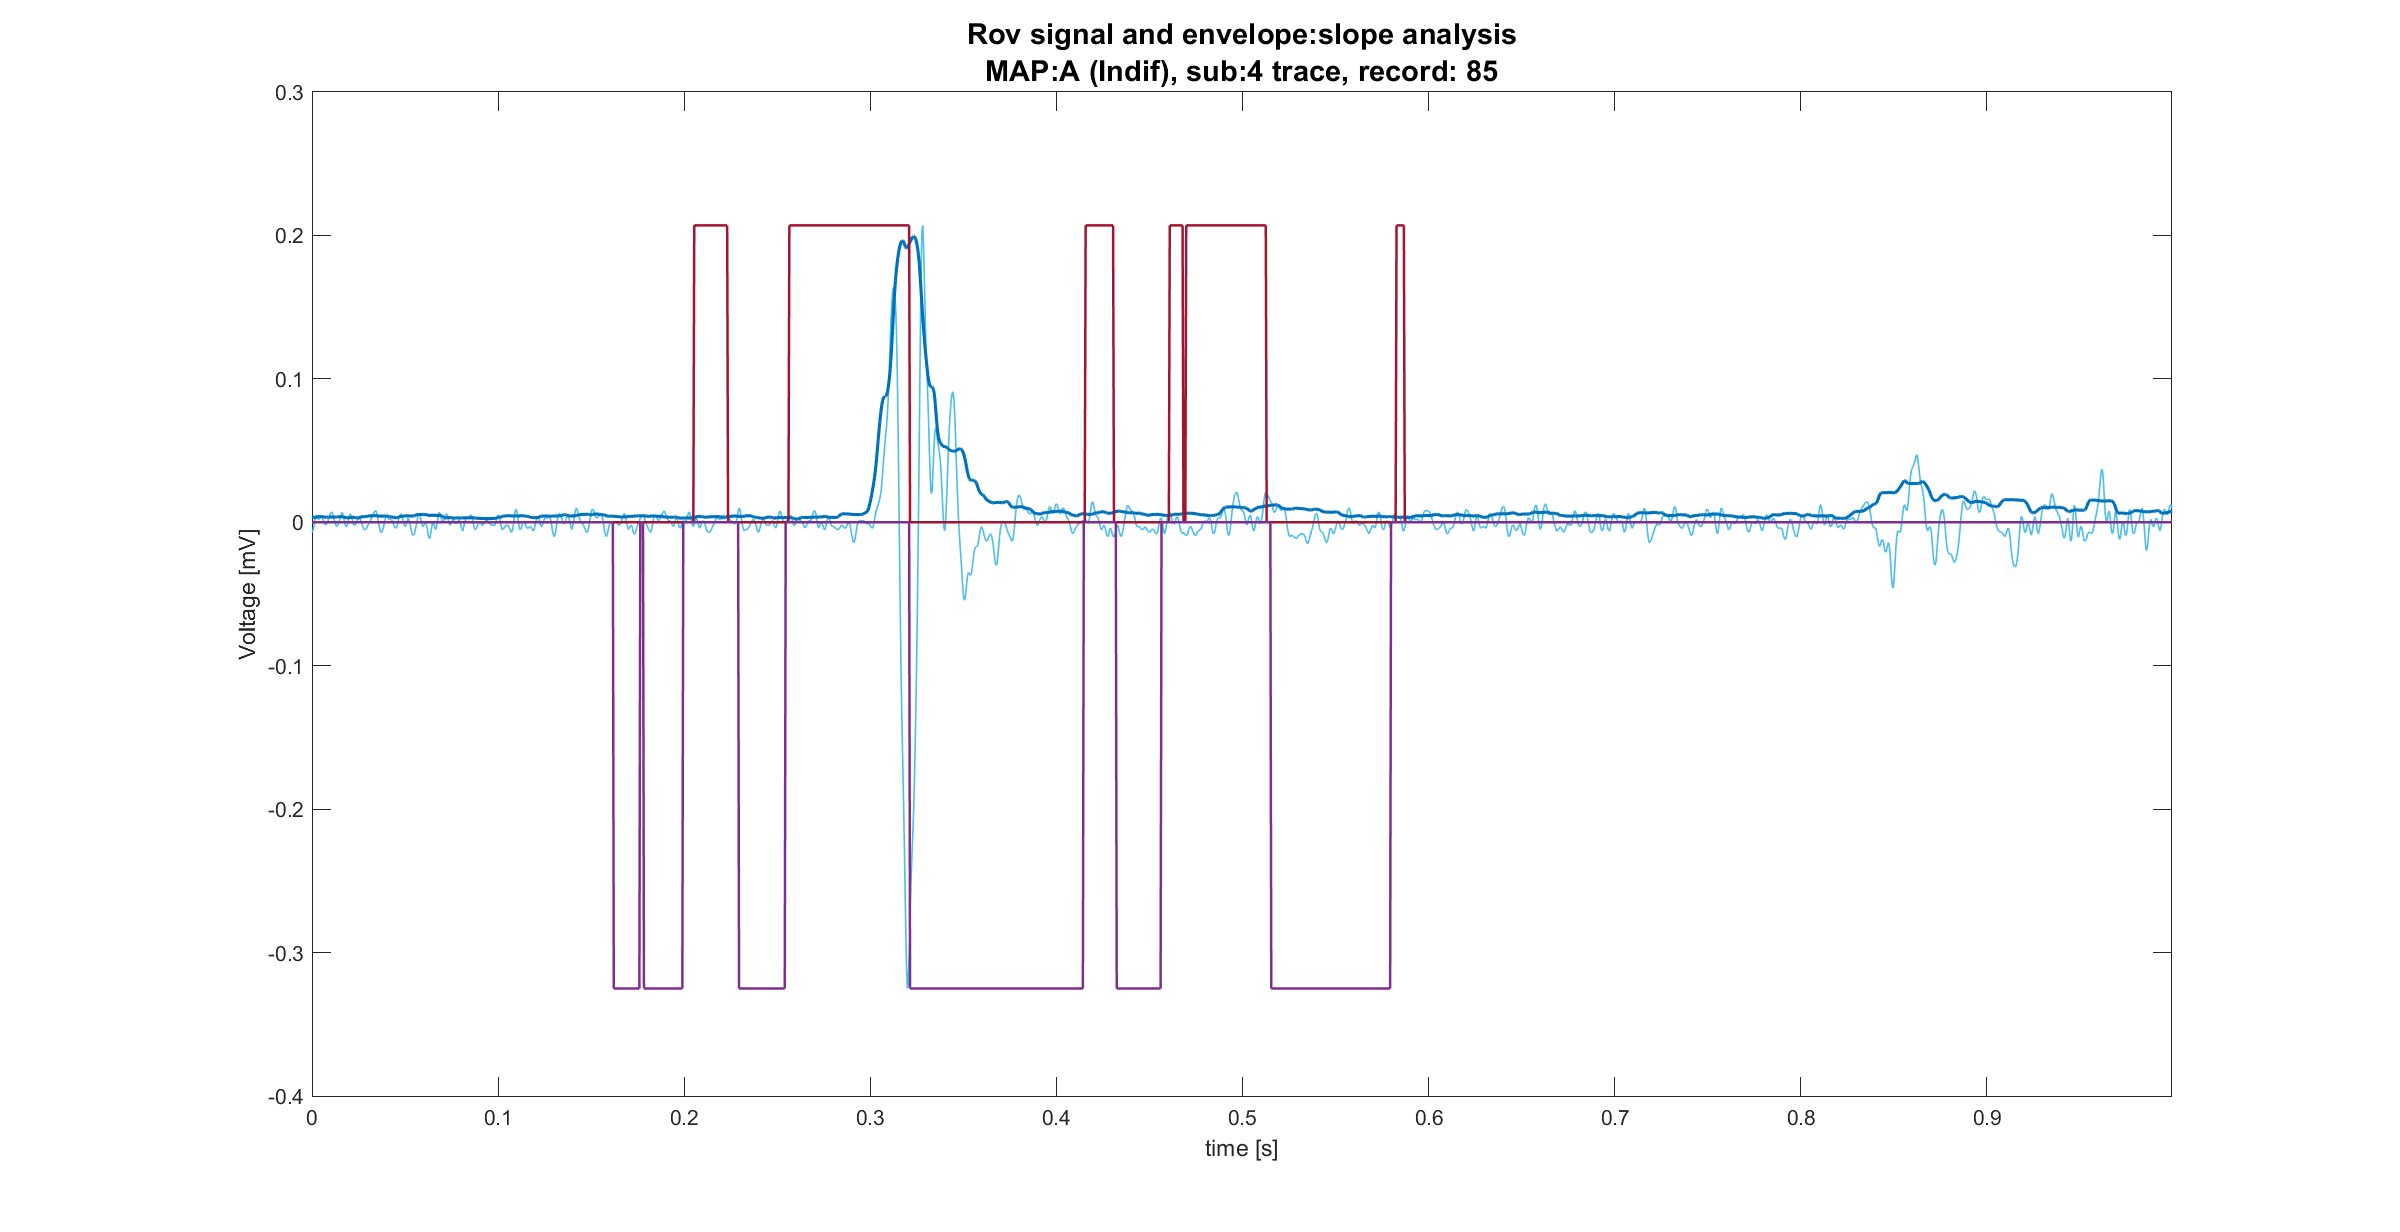 Rov signal and envelope:slope analysis
MAP:A (Indif), sub:4 trace, record: 85
0.3
0.2
0.1
0
-0.1
-0.2
-0.3
-0.4
Voltage [mV]
0 0.1 0.2 0.3 0.4 0.5 0.6 0.7 0.8 0.9
time [s]